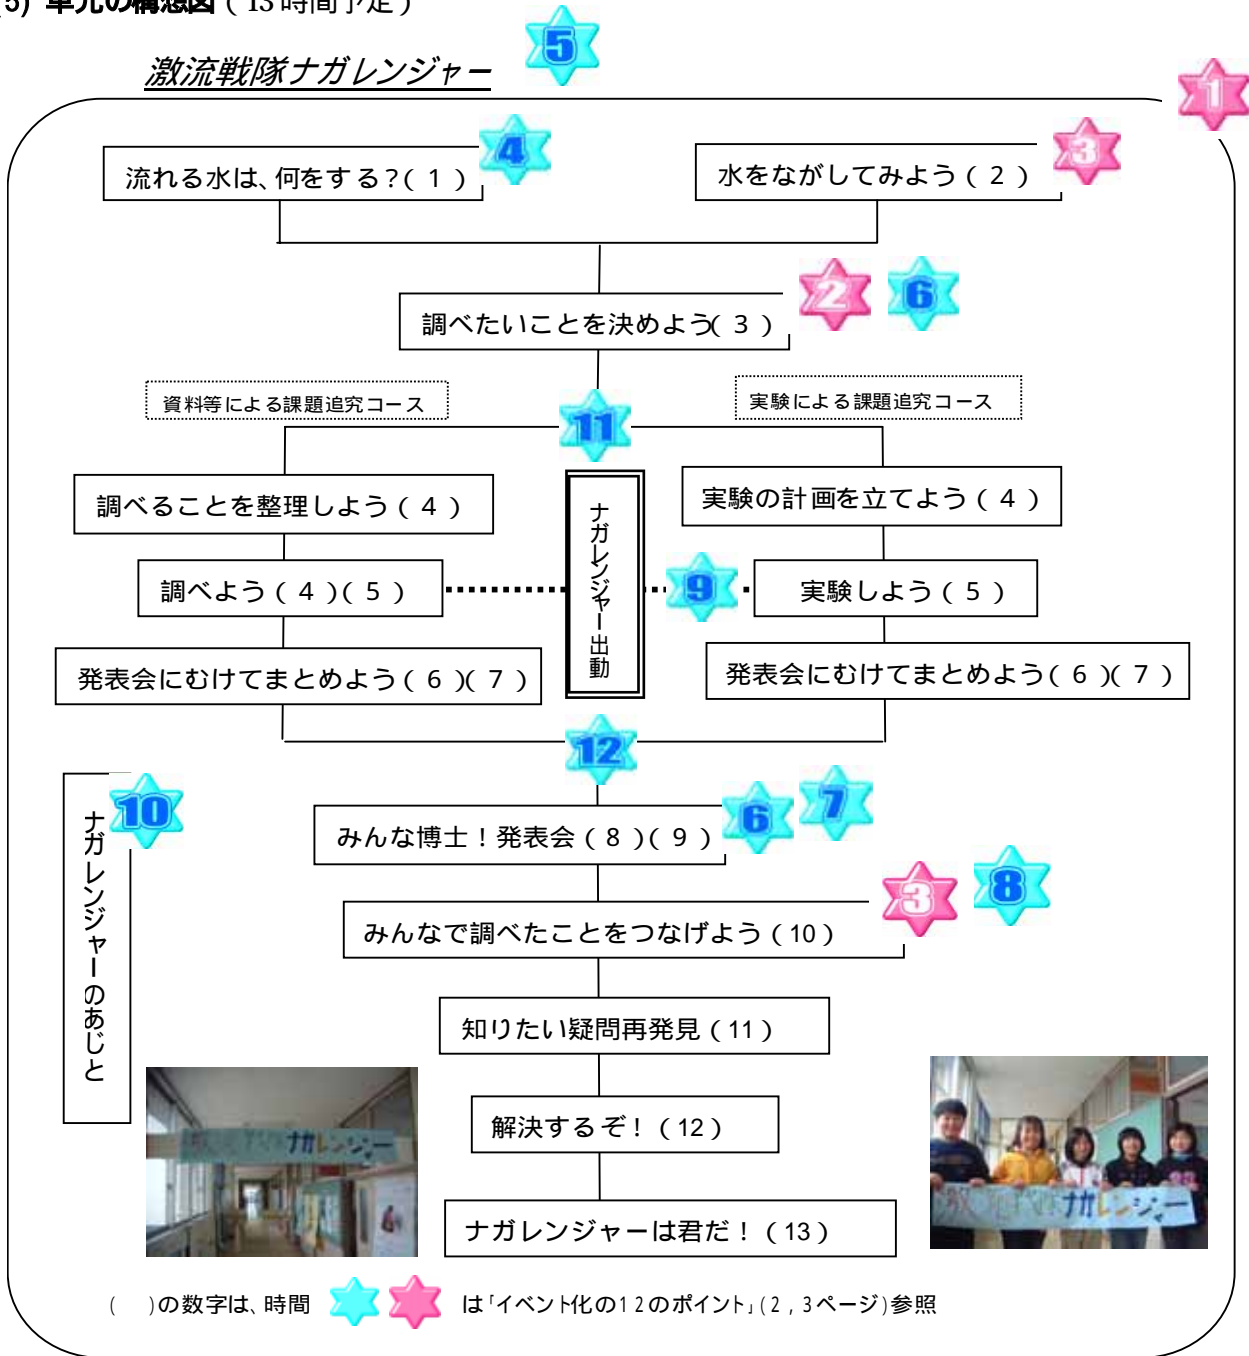 (5) 単元の構想図(13時間予定)
激流戦隊ナガレンジャー
5
1
流れる水は、何をする?(1)
4
水をながしてみよう(2)
3
調べたいことを決めよう(3)
2
6
資料等による課題追究コース
11
実験による課題追究コース
調べることを整理しよう(4)
ナガレンジャー出動
実験の計画を立てよう(4)
調べよう(4)(5)
9
実験しよう(5)
発表会にむけてまとめよう(6)(7)
発表会にむけてまとめよう(6)(7)
12
10
ナガレンジャーのあじと
みんな博士!発表会(8)(9)
6
7
みんなで調べたことをつなげよう(10)
3
8
知りたい疑問再発見(11)
解決するぞ!(12)
ナガレンジャーは君だ!(13)
ナガレンジャー
ナガレンジャー
( )の数字は、時間 は「イベント化の12のポイント」(2,3ページ)参照